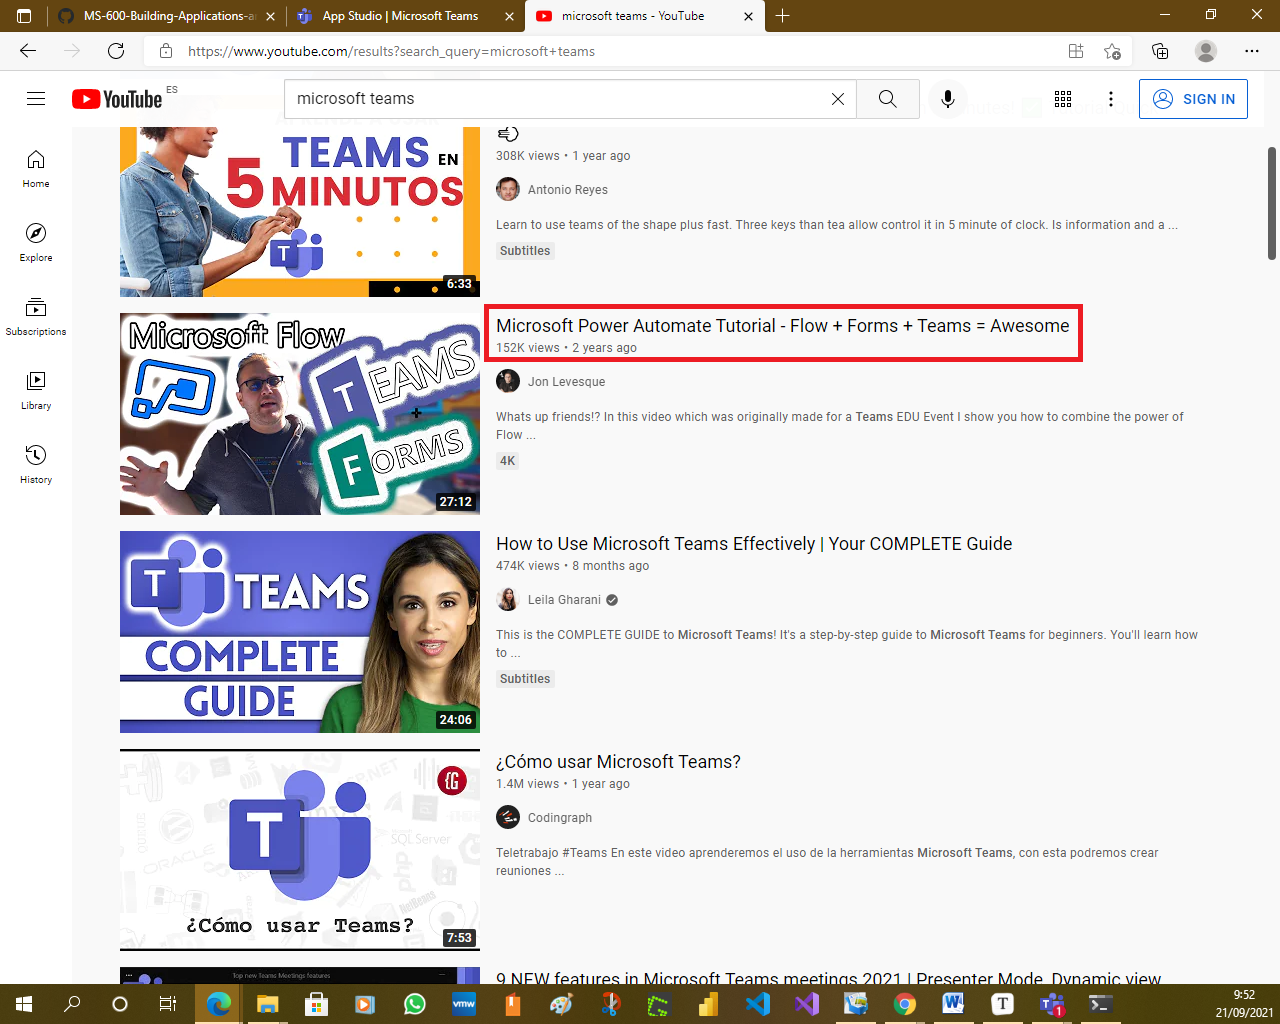 MS-600-Building-Applications-ar
App Studio | Microsoft Teams
microsoft teams - YouTube
https://www.youtube.com/results?search_query=microsoft+teams
YouTube ES
microsoft teams
SIGN IN
Home
Explore
Subscriptions
Library
History
TEAMS EN
5 MINUTOS
6:33
308K views • 1 year ago
Antonio Reyes
Learn to use teams of the shape plus fast. Three keys than tea allow control it in 5 minute of clock. Is information and a ...
Subtitles
Microsoft Flow
TEAMS
+
FORMS
27:12
Microsoft Power Automate Tutorial - Flow + Forms + Teams = Awesome
152K views • 2 years ago
Jon Levesque
Whats up friends!? In this video which was originally made for a Teams EDU Event I show you how to combine the power of
Flow ...
4K
T TEAMS
COMPLETE
GUIDE
24:06
How to Use Microsoft Teams Effectively | Your COMPLETE Guide
474K views • 8 months ago
Leila Gharani
This is the COMPLETE GUIDE to Microsoft Teams! It's a step-by-step guide to Microsoft Teams for beginners. You'll learn how
to ...
Subtitles
T
¿Cómo usar Teams?
7:53
¿Cómo usar Microsoft Teams?
1.4M views • 1 year ago
Codingraph
Teletrabajo #Teams En este video aprenderemos el uso de la herramientas Microsoft Teams, con esta podremos crear
reuniones ...
Top new Teams Meetings features
9 NEW features in Microsoft Teams meetings 2021 | Presenter Mode, Dynamic view
vmw
9:52
21/09/2021